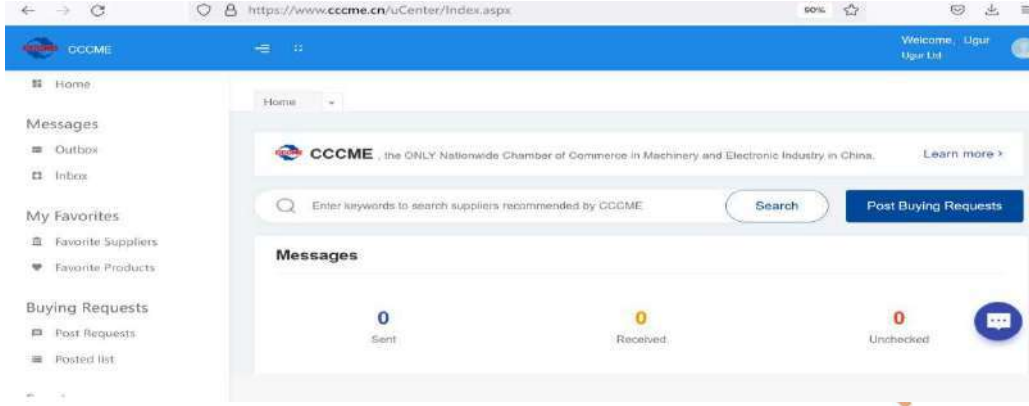 https://www.cccme.cn/uCenter/Index.aspx
90%
CCCME
Welcome, Ugur
Ugur Ltd
Home
Messages
Outbox
Inbox
My Favorites
Favorite Suppliers
Favorite Products
Buying Requests
Post Requests
Posted list
Home
CCCME , the ONLY Nationwide Chamber of Commerce in Machinery and Electronic Industry in China.
Learn more >
Enter keywords to search suppliers recommended by CCCME
Search
Post Buying Requests
Messages
0
Sent
0
Received
0
Unchecked